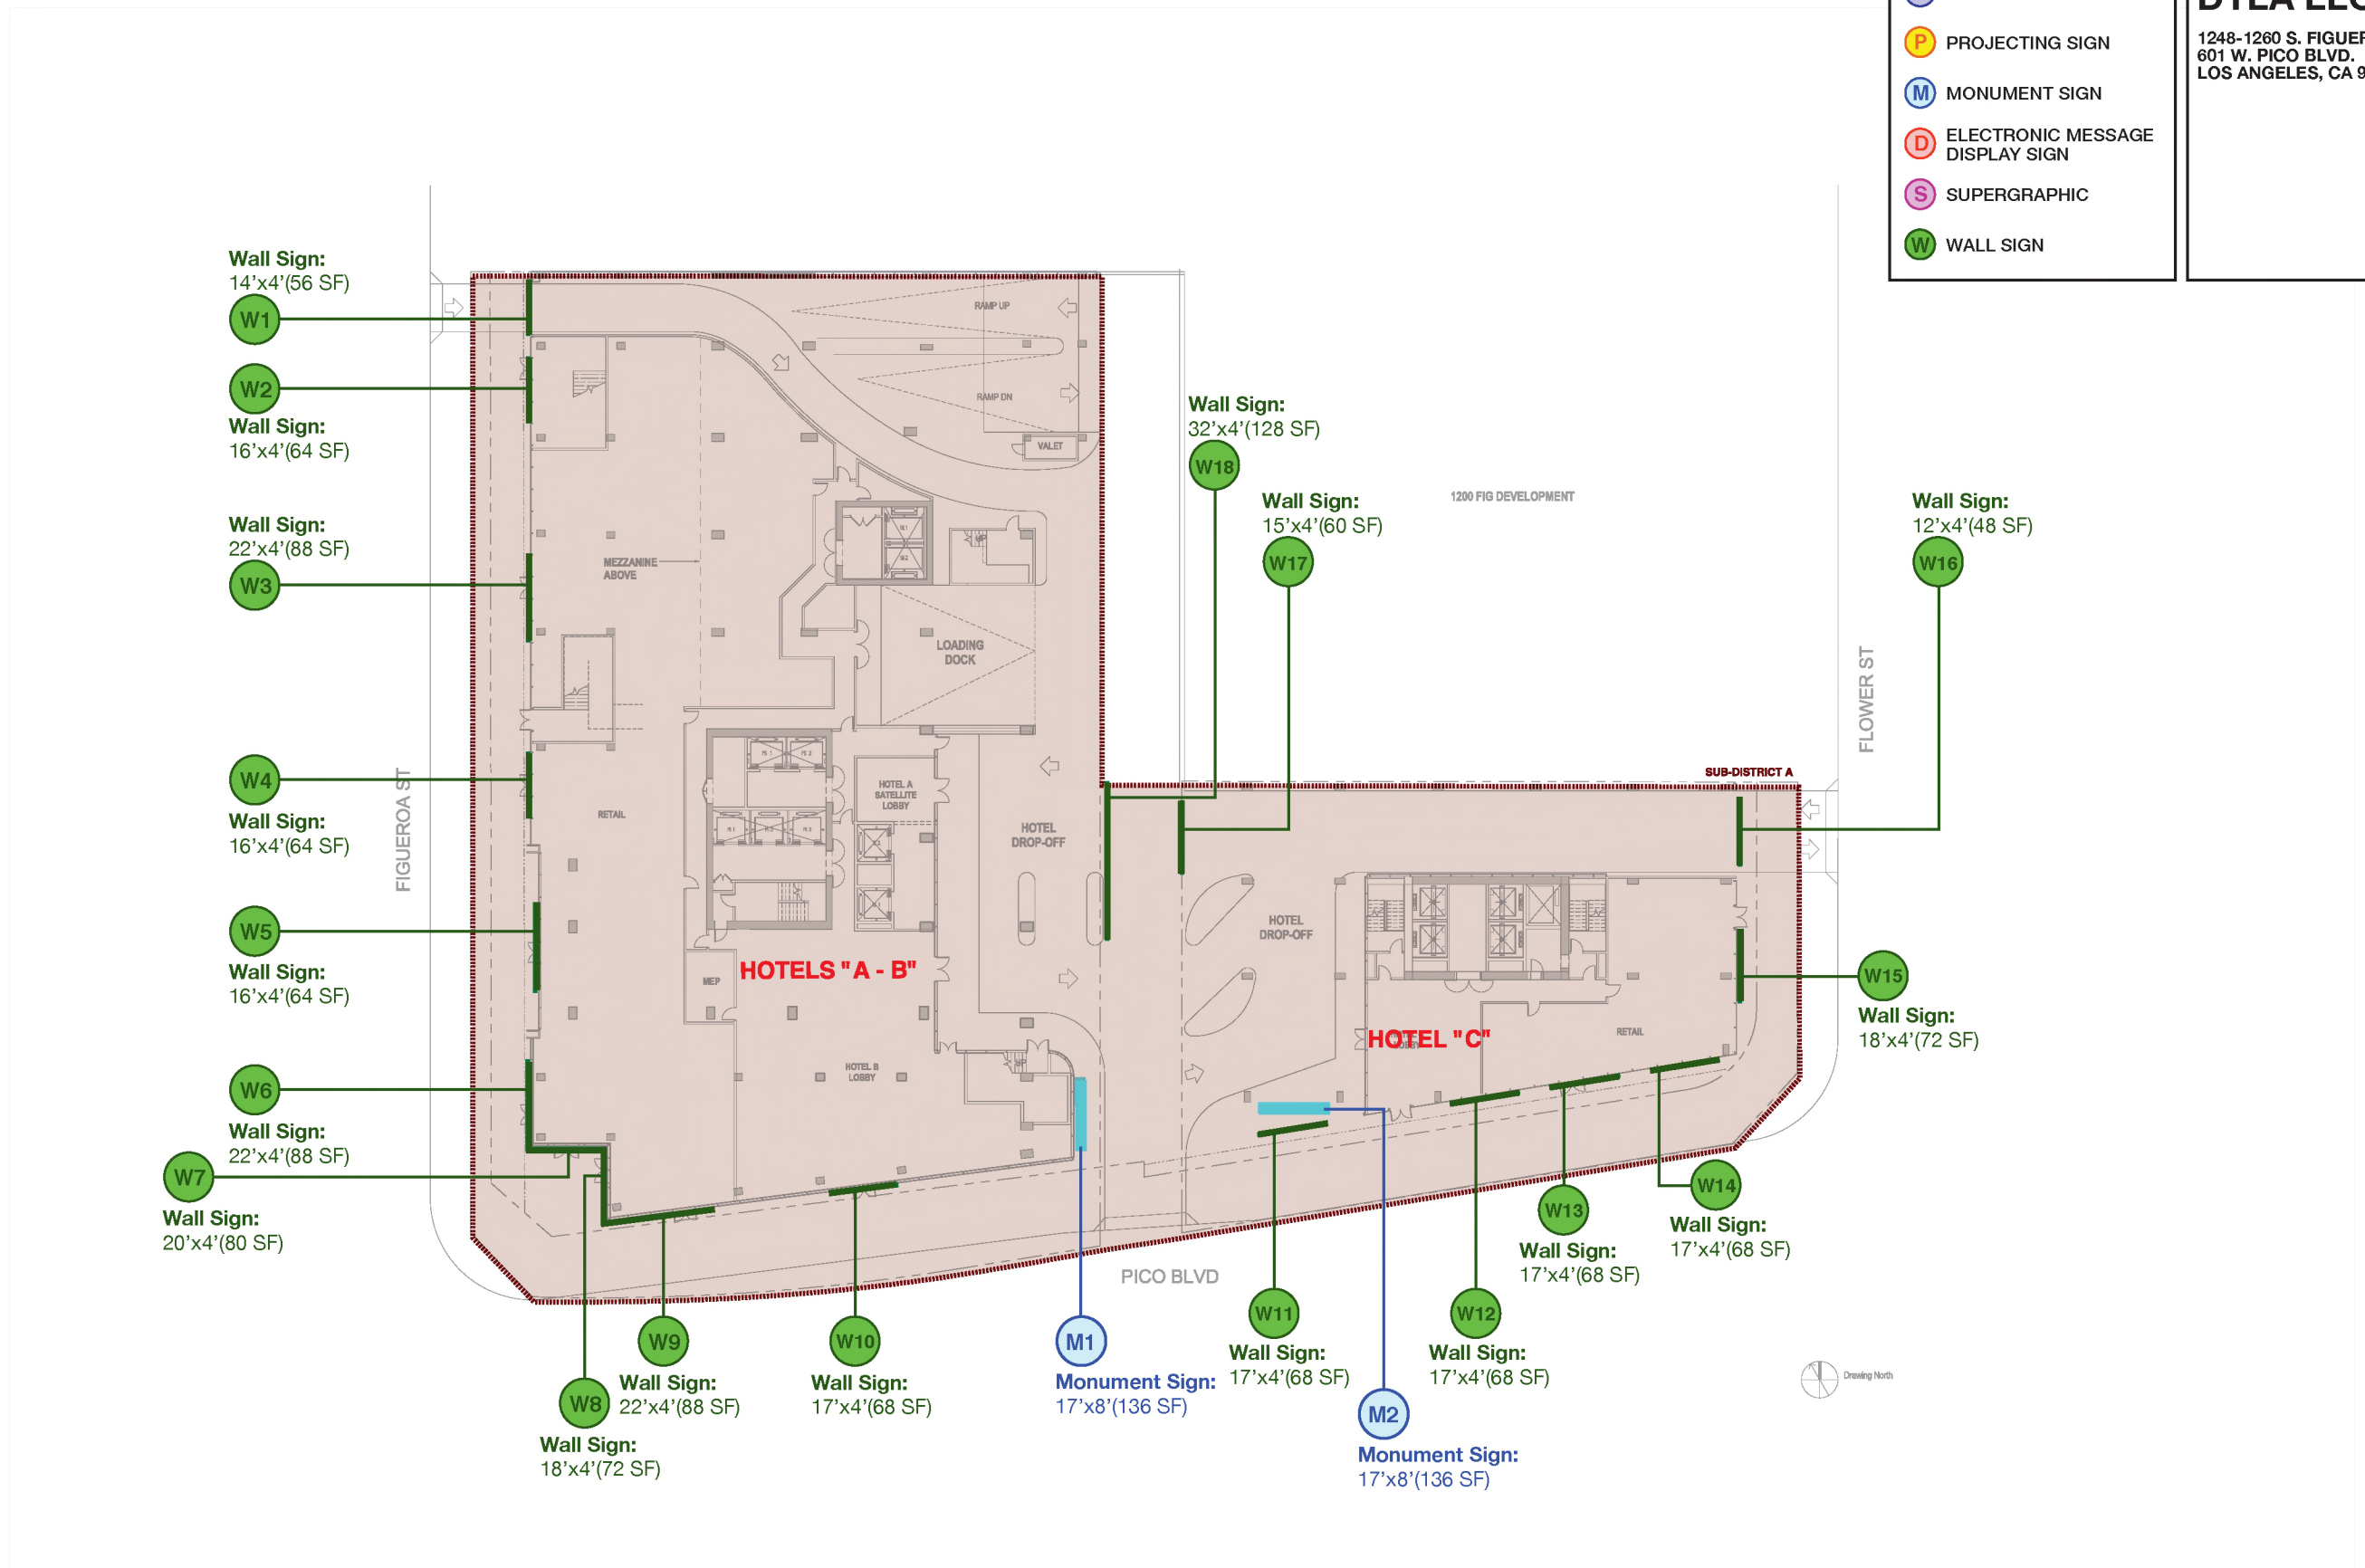 PROJECTING SIGN
P
MONUMENT SIGN
M
ELECTRONIC MESSAGE
DISPLAY SIGN
D
SUPERGRAPHIC
S
WALL SIGN
W
1248-1260 S. FIGUER
601 W. PICO BLVD.
LOS ANGELES, CA 9
Wall Sign:
14'x4'(56 SF)
W1
W2
Wall Sign:
16'x4'(64 SF)
Wall Sign:
22'x4'(88 SF)
W3
W4
Wall Sign:
16'x4'(64 SF)
W5
Wall Sign:
16'x4'(64 SF)
W6
Wall Sign:
22'x4'(88 SF)
W7
Wall Sign:
20'x4'(80 SF)
W8
Wall Sign:
18'x4'(72 SF)
W9
Wall Sign:
22'x4'(88 SF)
W10
Wall Sign:
17'x4'(68 SF)
M1
Monument Sign:
17'x8'(136 SF)
W11
Wall Sign:
17'x4'(68 SF)
M2
Monument Sign:
17'x8'(136 SF)
W12
Wall Sign:
17'x4'(68 SF)
W13
Wall Sign:
17'x4'(68 SF)
W14
Wall Sign:
17'x4'(68 SF)
W15
Wall Sign:
18'x4'(72 SF)
Wall Sign:
12'x4'(48 SF)
W16
Wall Sign:
15'x4'(60 SF)
W17
Wall Sign:
32'x4'(128 SF)
W18
1200 FIG DEVELOPMENT
FLOWER ST
FIGUEROA ST
PICO BLVD
SUB-DISTRICT A
RAMP UP
RAMP DN
VALET
MEZZANINE
ABOVE
LOADING
DOCK
RETAIL
HOTEL A
SATELLITE
LOBBY
HOTEL
DROP-OFF
HOTEL
DROP-OFF
MEP
HOTELS "A - B"
HOTEL B
LOBBY
HOTEL "C"
RETAIL
Drawing North